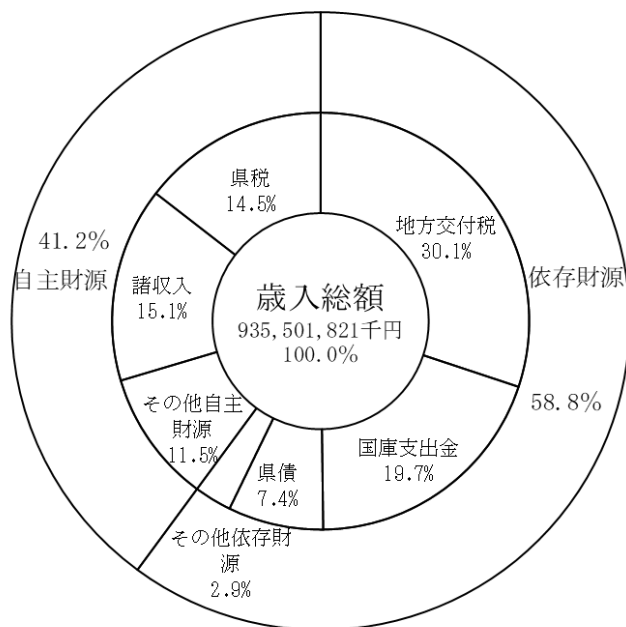 県税
14.5%
地方交付税
30.1%
41.2%
自主財源
諸収入
15.1%
歳入総額
935,501,821千円
100.0%
依存財源
58.8%
その他自主
財源
11.5%
国庫支出金
19.7%
県債
7.4%
その他依存財
源
2.9%